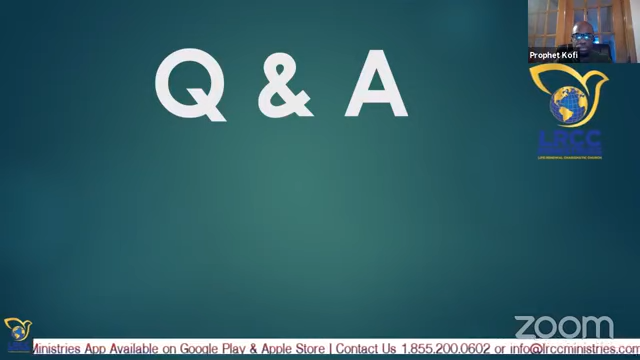 Prophet Kofi
Q & A
LRCC
zoom
Ministries App Available on Google Play & Apple Store | Contact Us 1.855.200.0602 or info@lrccministries.com